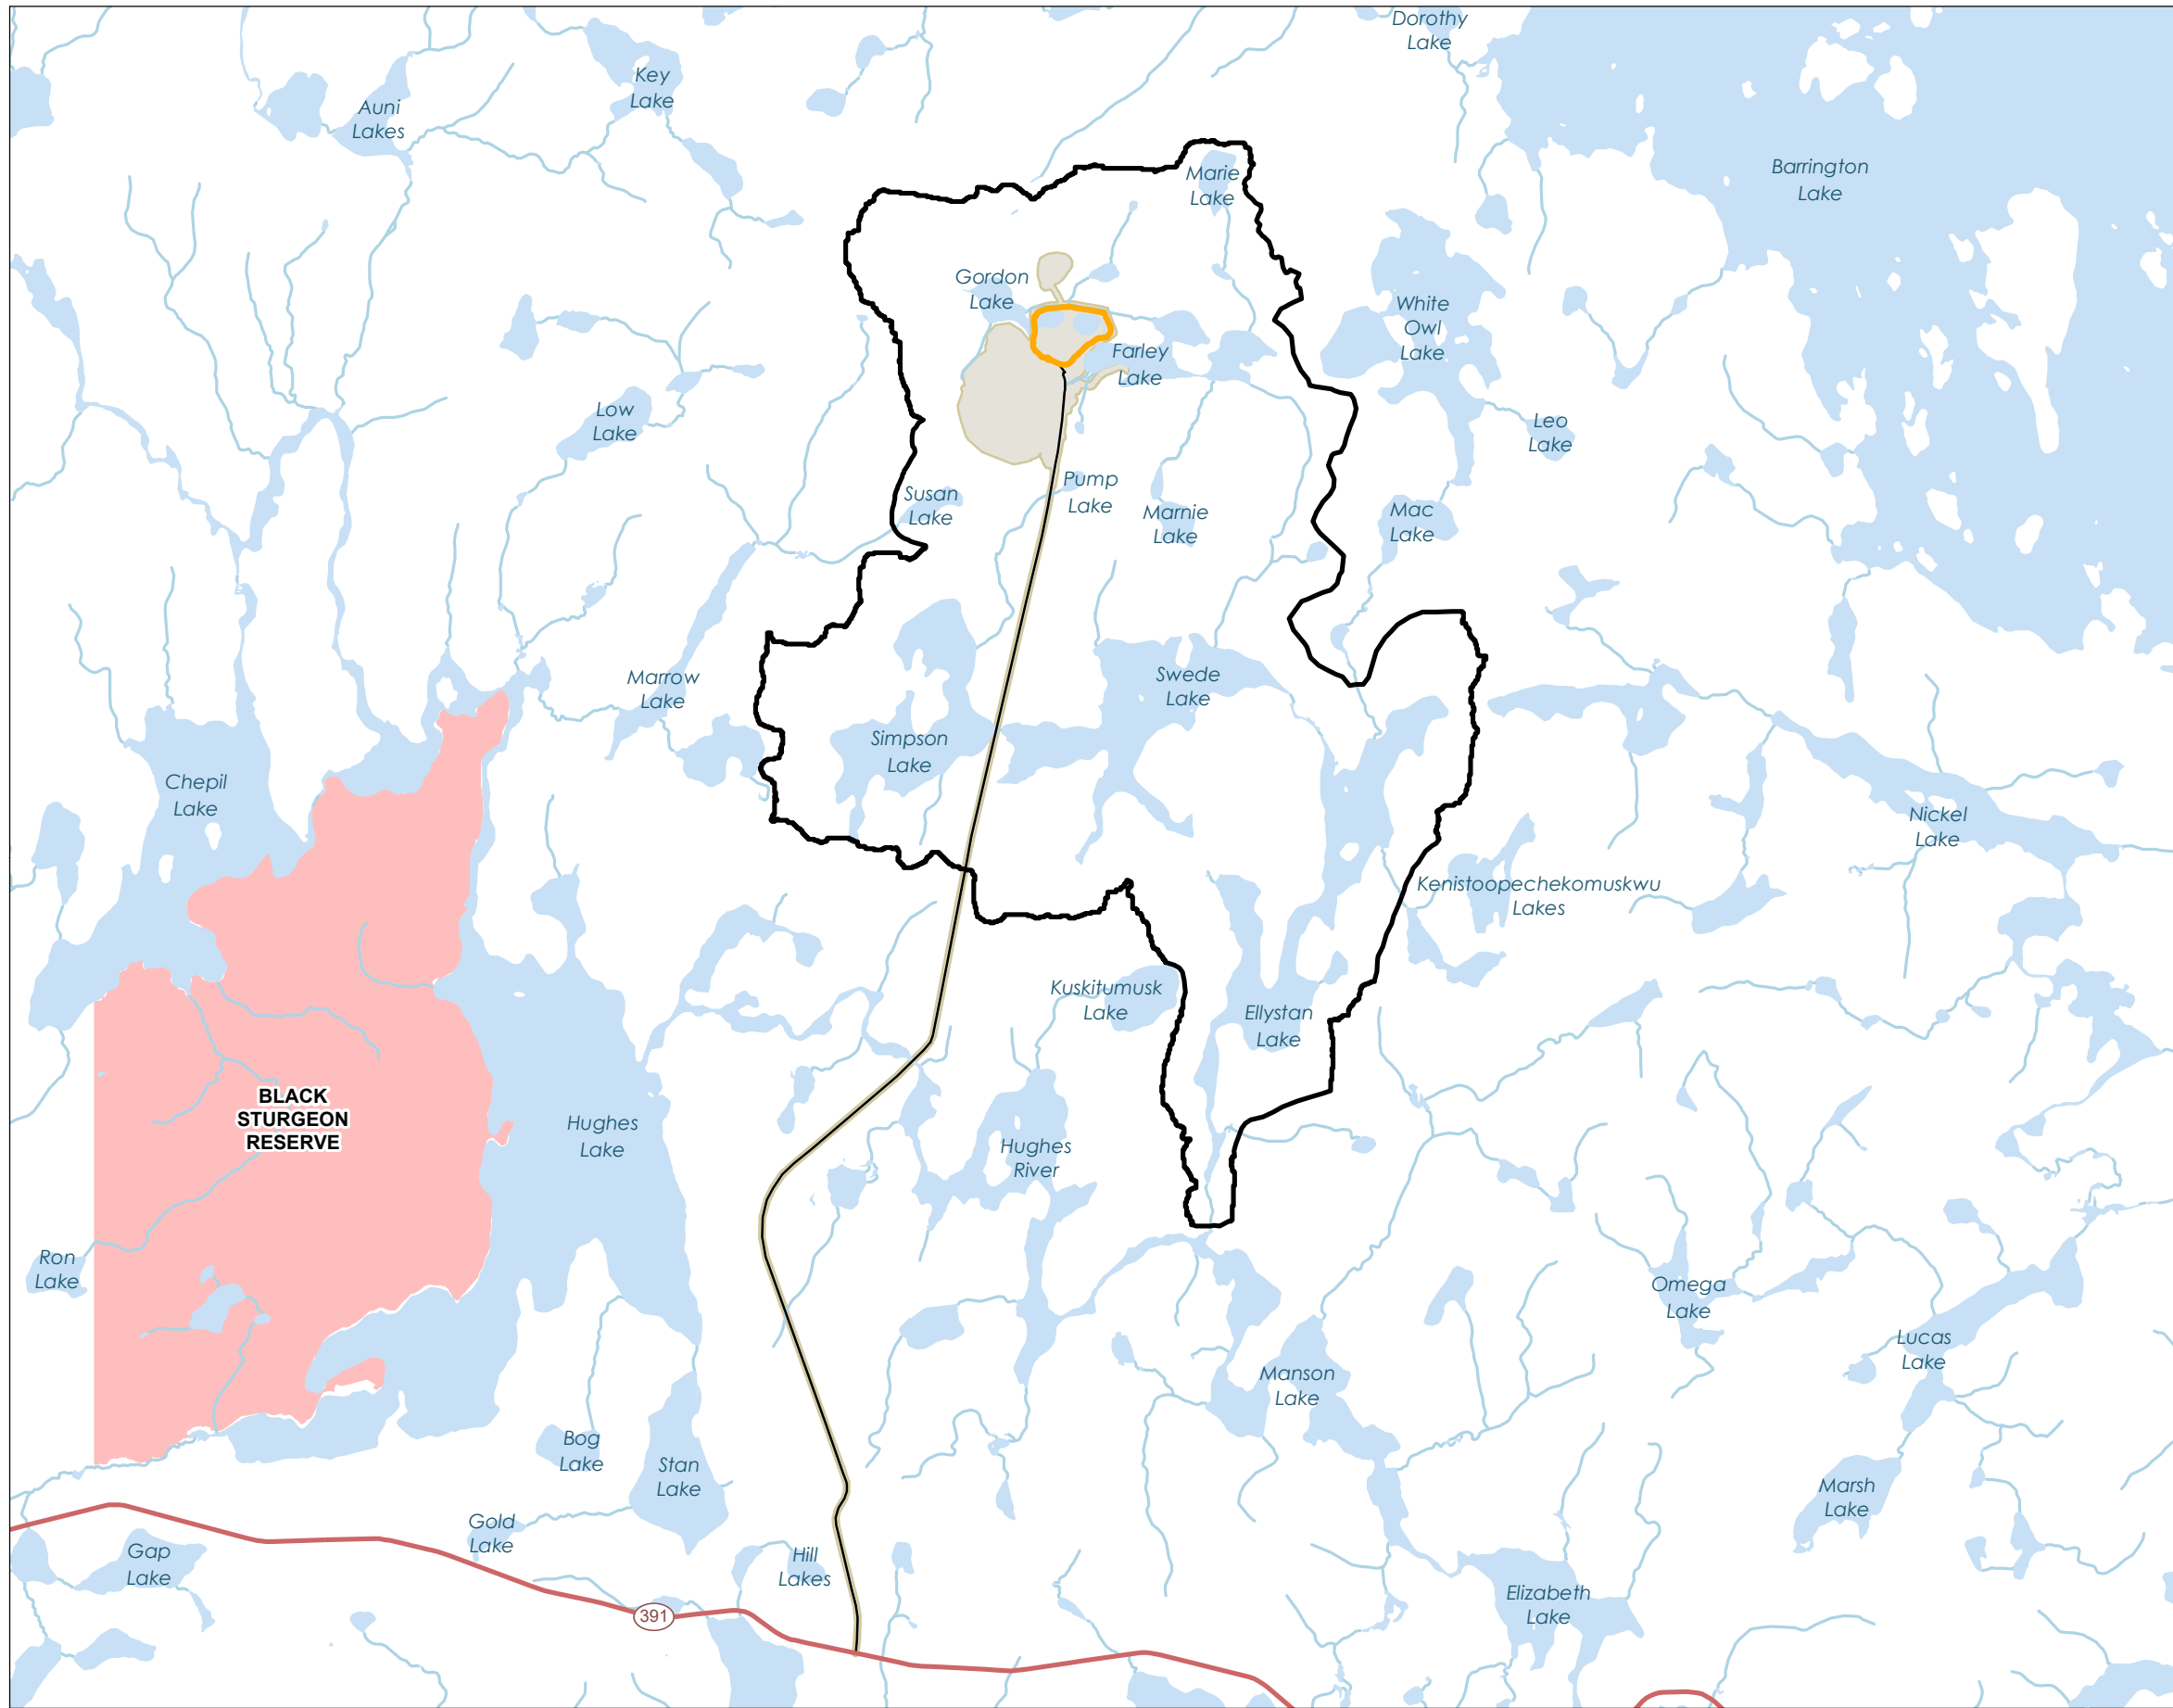 Dorothy
Lake
Key
Lake
Auni
Lakes
Barrington
Lake
Marie
Lake
Gordon
Lake
White
Owl
Lake
Farley
Lake
Low
Lake
Leo
Lake
Pump
Lake
Susan
Lake
Marnie
Lake
Mac
Lake
Marrow
Lake
Swede
Lake
Simpson
Lake
Chepil
Lake
Nickel
Lake
Kenistoopechekomuskwu
Lakes
Kuskitumusk
Lake
Ellystan
Lake
BLACK
STURGEON
RESERVE
Hughes
Lake
Hughes
River
Ron
Lake
Omega
Lake
Lucas
Lake
Manson
Lake
Bog
Lake
Stan
Lake
Marsh
Lake
Gold
Lake
Gap
Lake
Hill
Lakes
Elizabeth
Lake
391